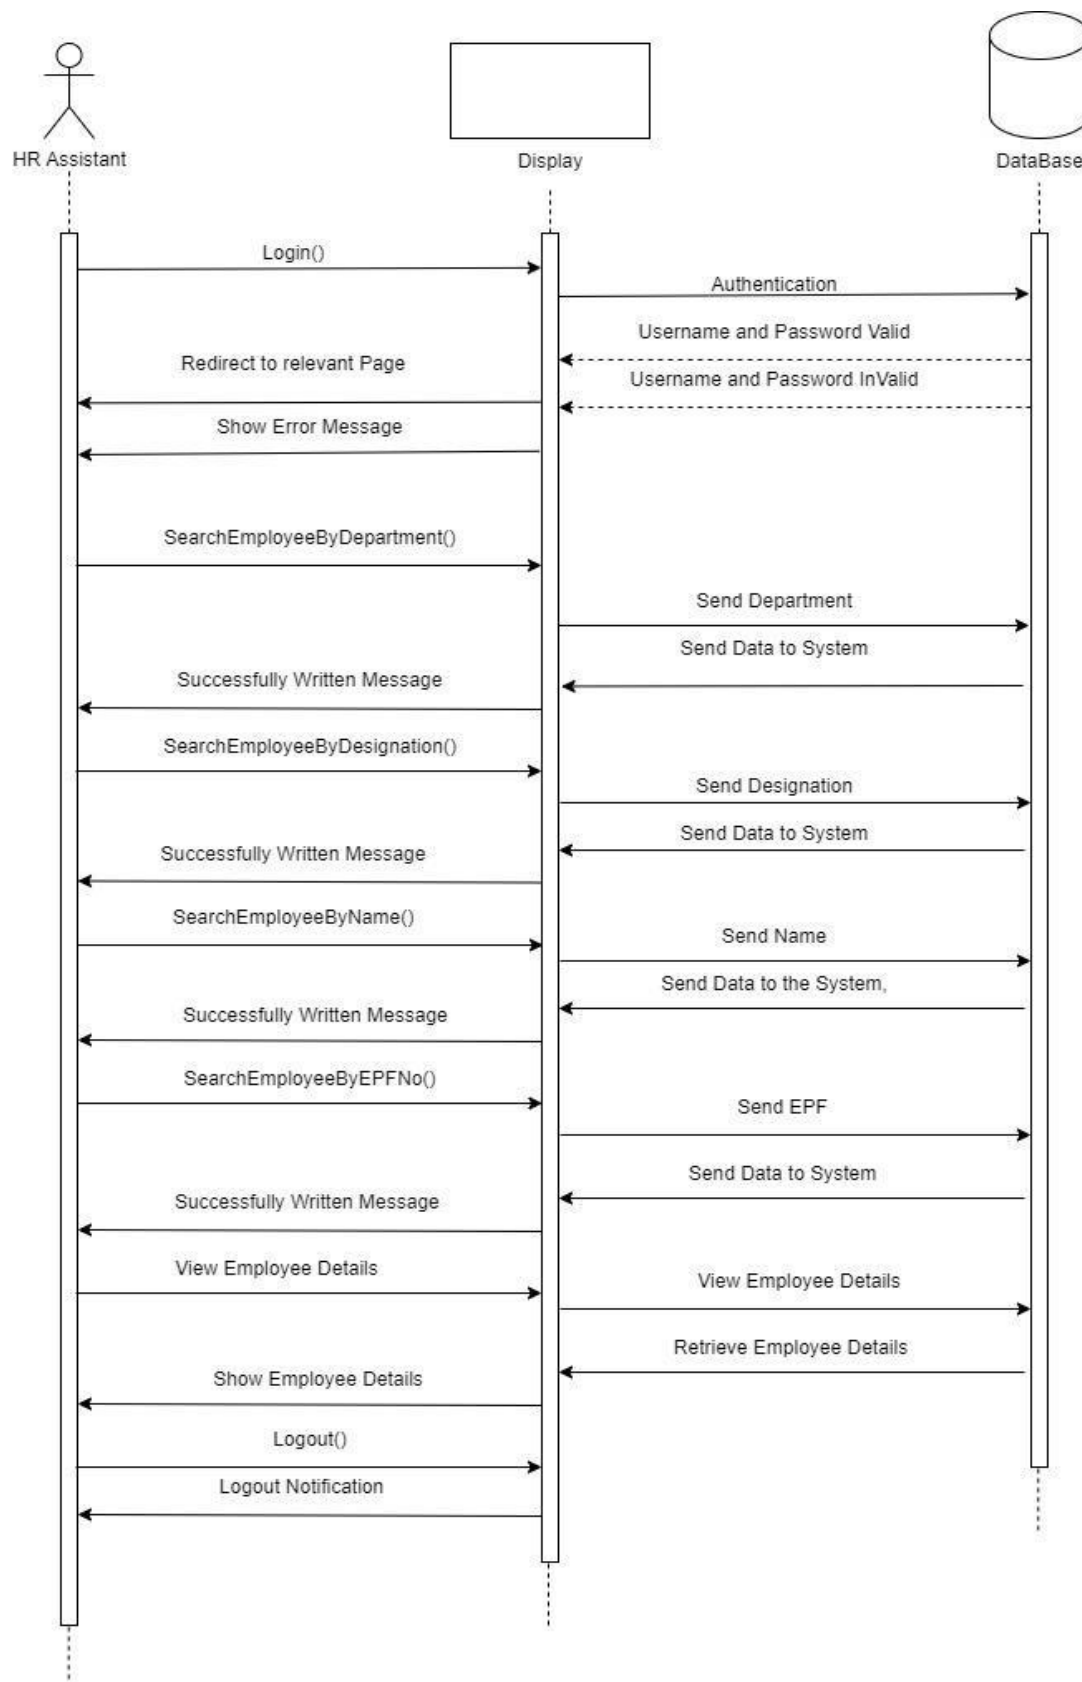 HR Assistant
Display
DataBase
Login()
Authentication
Username and Password Valid
Redirect to relevant Page
Username and Password InValid
Show Error Message
SearchEmployeeByDepartment()
Send Department
Send Data to System
Successfully Written Message
SearchEmployeeByDesignation()
Send Designation
Send Data to System
Successfully Written Message
SearchEmployeeByName()
Send Name
Send Data to the System,
Successfully Written Message
SearchEmployeeByEPFNo()
Send EPF
Send Data to System
Successfully Written Message
View Employee Details
View Employee Details
Retrieve Employee Details
Show Employee Details
Logout()
Logout Notification